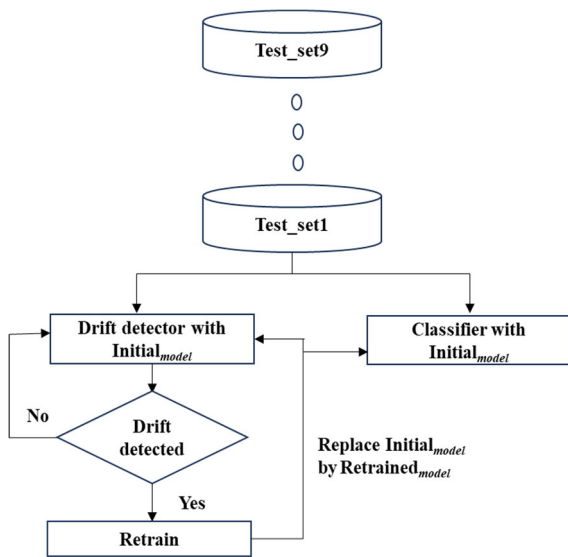 Test_set9
Test_set1
Drift detector with
Initialmodel
Classifier with
Initialmodel
No
Drift
detected
Replace Initialmodel
by Retrainedmodel
Yes
Retrain